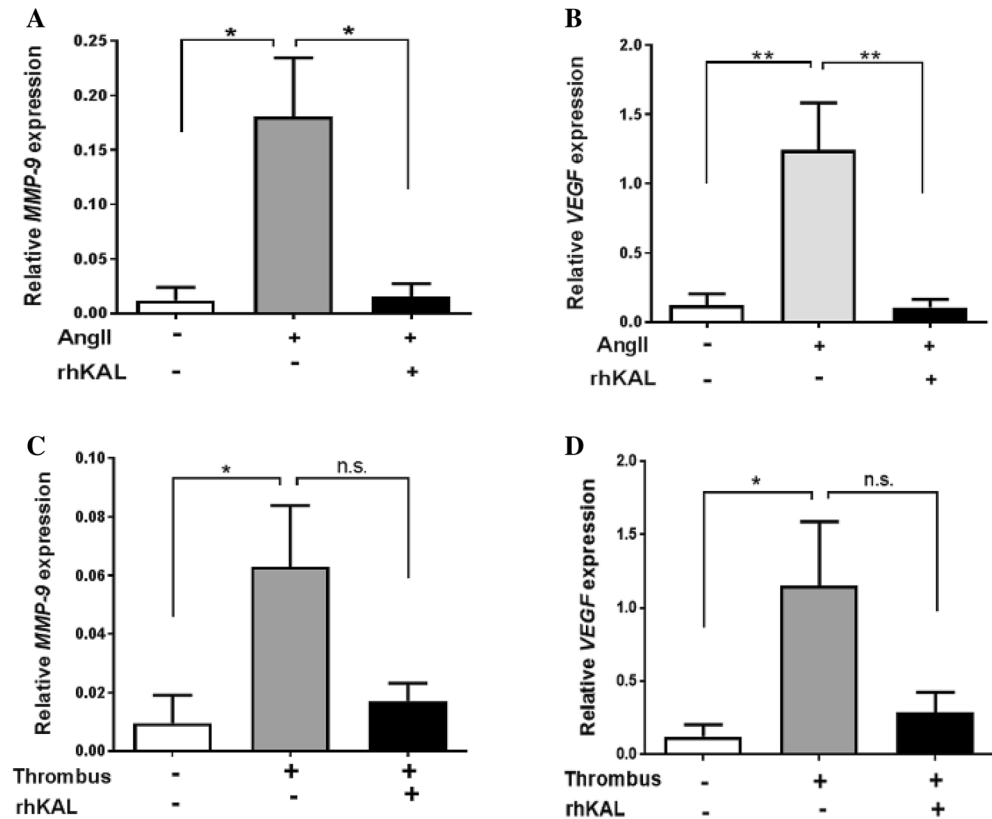 A
Relative MMP-9 expression
0.25
0.20
0.15
0.10
0.05
0.00
* *
AngII - + +
rhKAL - - +
B
Relative VEGF expression
2.0
1.5
1.0
0.5
0.0
** **
AngII - + +
rhKAL - - +
C
Relative MMP-9 expression
0.10
0.08
0.06
0.04
0.02
0.00
* n.s.
Thrombus - + +
rhKAL - - +
D
Relative VEGF expression
2.0
1.5
1.0
0.5
0.0
* n.s.
Thrombus - + +
rhKAL - - +